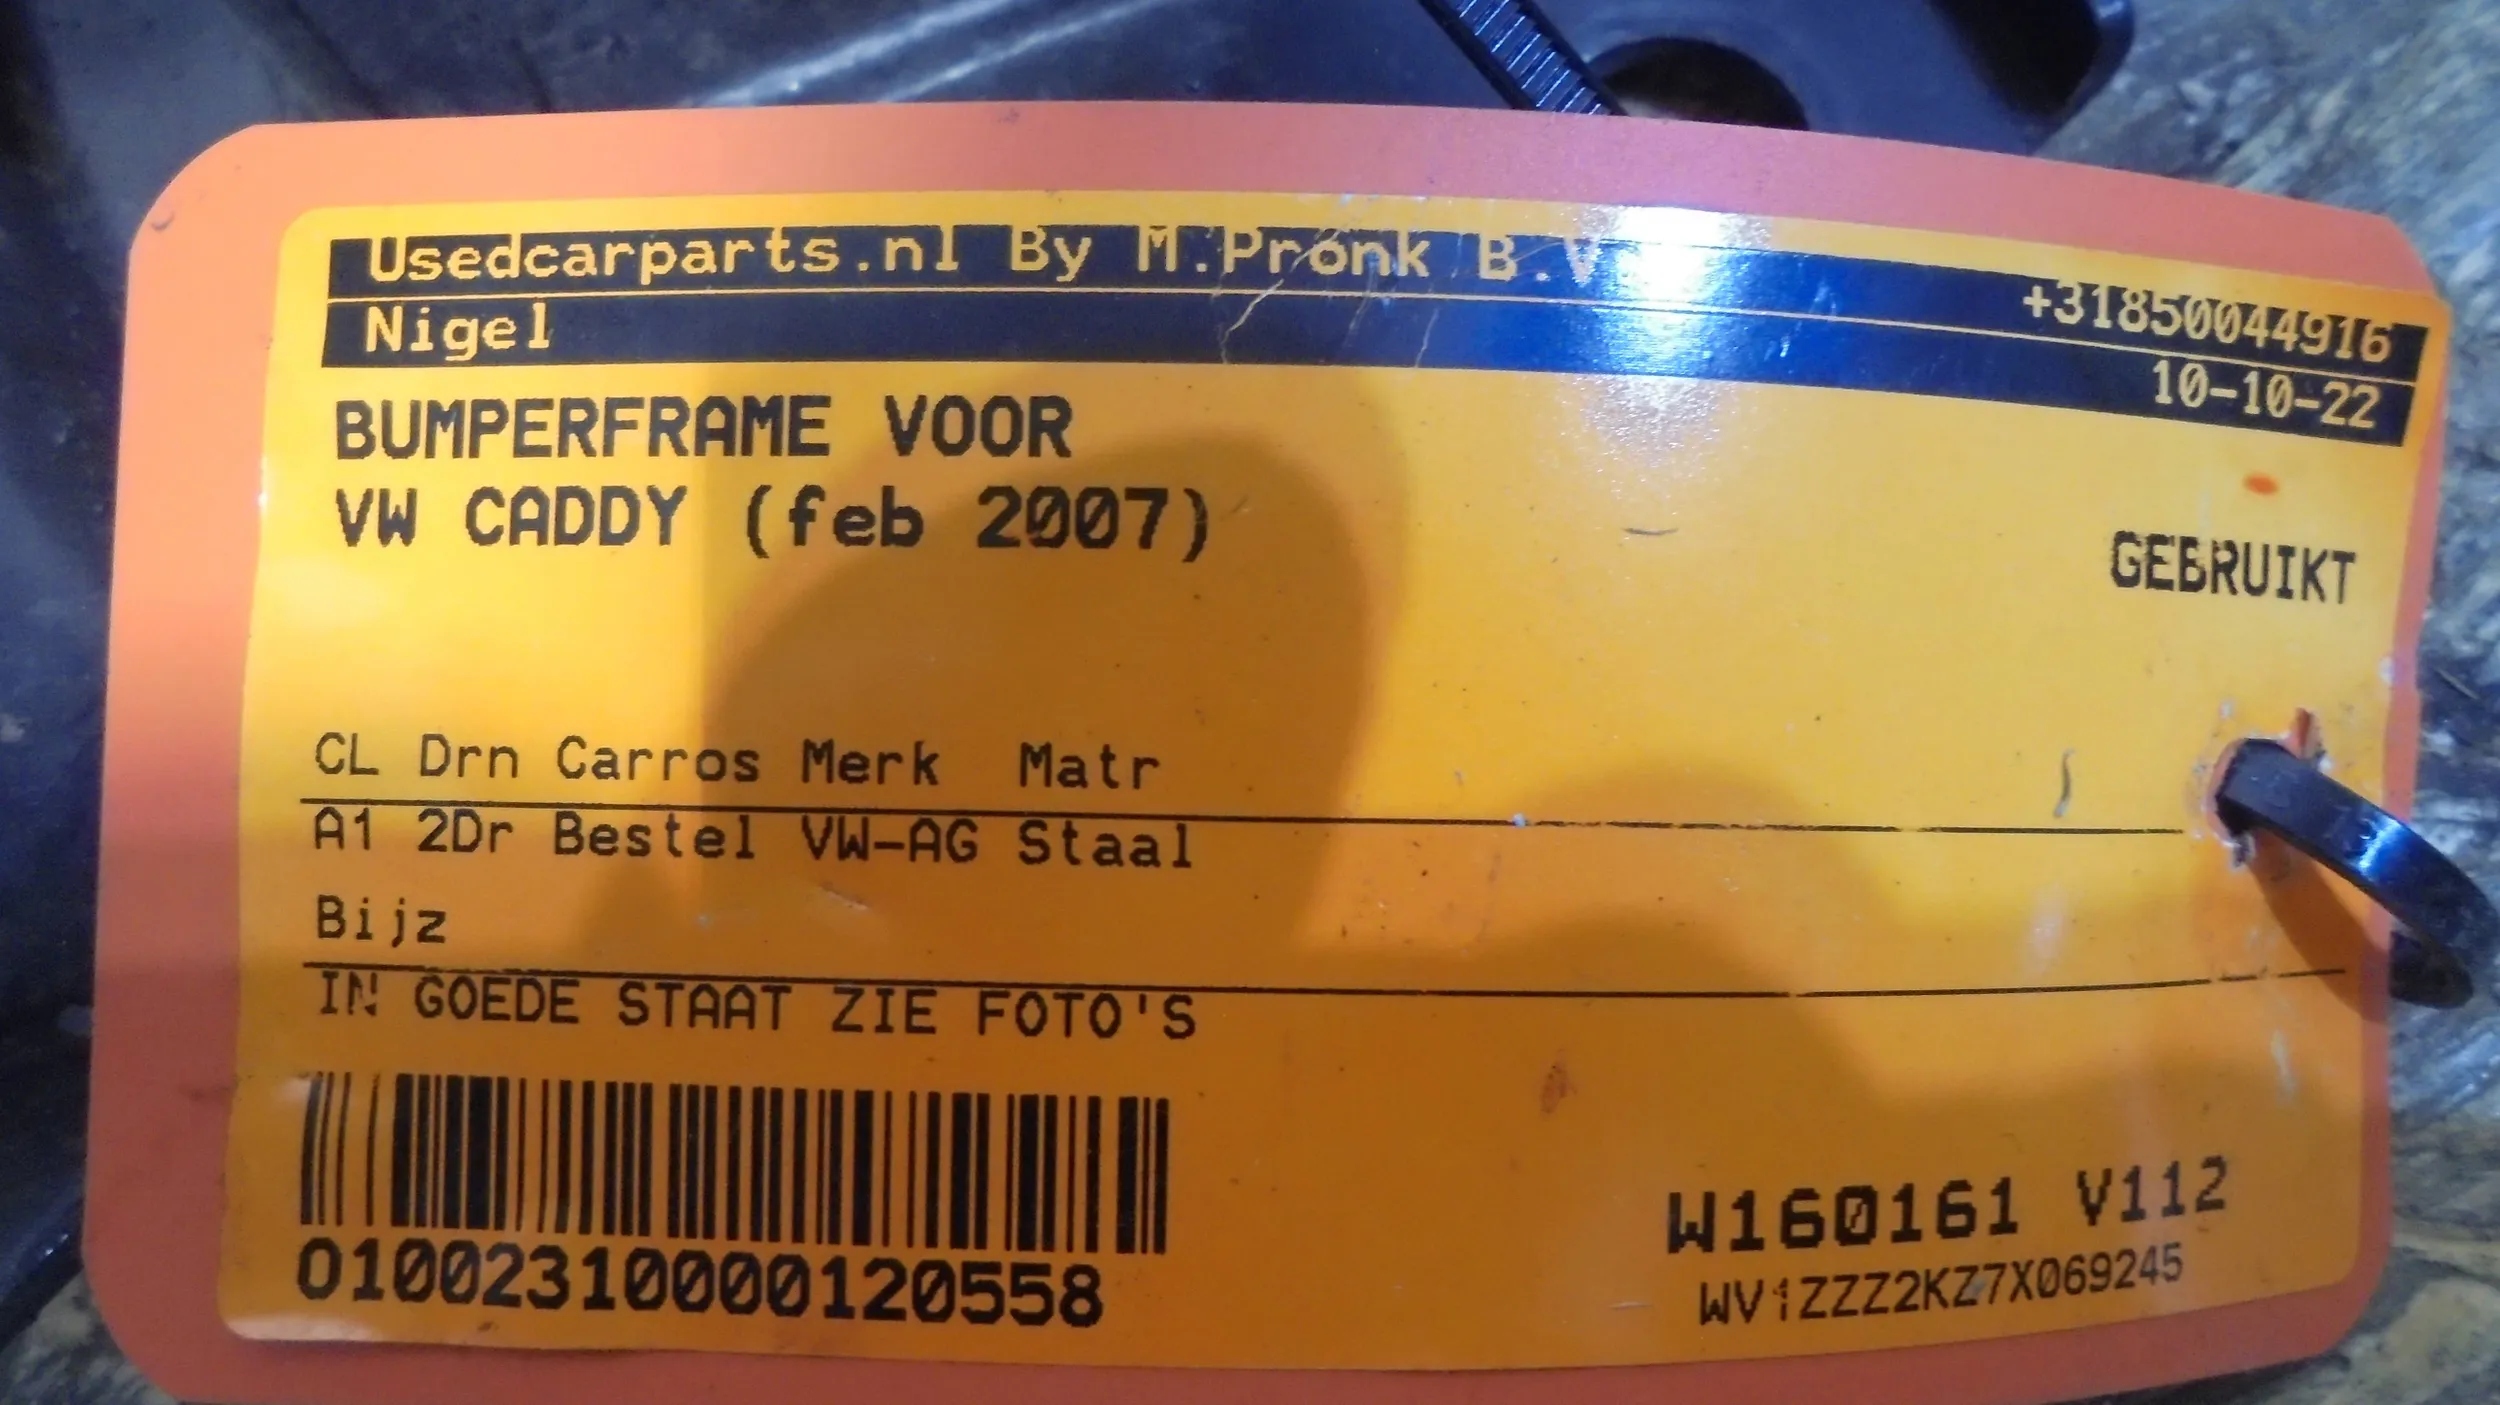 Usedcarparts.nl By M.Pronk B.V.
+31850044916
Nigel
10-10-22
BUMPERFRAME VOOR
VW CADDY (feb 2007)
GEBRUIKT
CL Drn Carros Merk Matr
A1 2Dr Bestel VW-AG Staal
Bijz
IN GOEDE STAAT ZIE FOTO'S
W160161 V112
O1002310000120558
WV1ZZZ2KZ7X069245